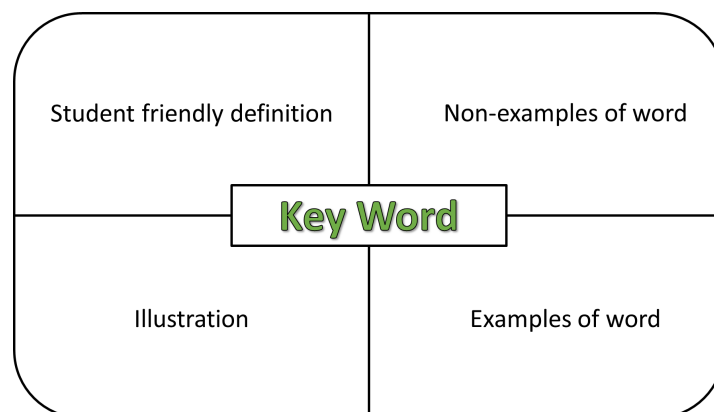 Student friendly definition
Non-examples of word
Key Word
Illustration
Examples of word